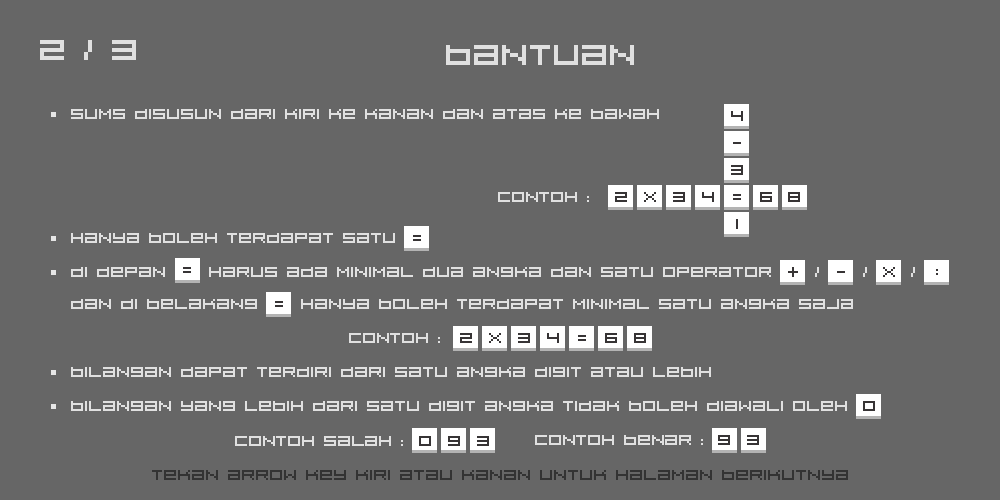 2 / 3
BANTUAN
SUMS DISUSUN DARI KIRI KE KANAN DAN ATAS KE BAWAH
4
-
3
CONTOH : 2 X 3 4 = 6 8
1
HANYA BOLEH TERDAPAT SATU =
DI DEPAN = HARUS ADA MINIMAL DUA ANGKA DAN SATU OPERATOR + / - / X / :
DAN DI BELAKANG = HANYA BOLEH TERDAPAT MINIMAL SATU ANGKA SAJA
CONTOH : 2 X 3 4 = 6 8
BILANGAN DAPAT TERDIRI DARI SATU ANGKA DIGIT ATAU LEBIH
BILANGAN YANG LEBIH DARI SATU DIGIT ANGKA TIDAK BOLEH DIAWALI OLEH 0
CONTOH SALAH : 0 9 3 CONTOH BENAR : 9 3
TEKAN ARROW KEY KIRI ATAU KANAN UNTUK HALAMAN BERIKUTNYA